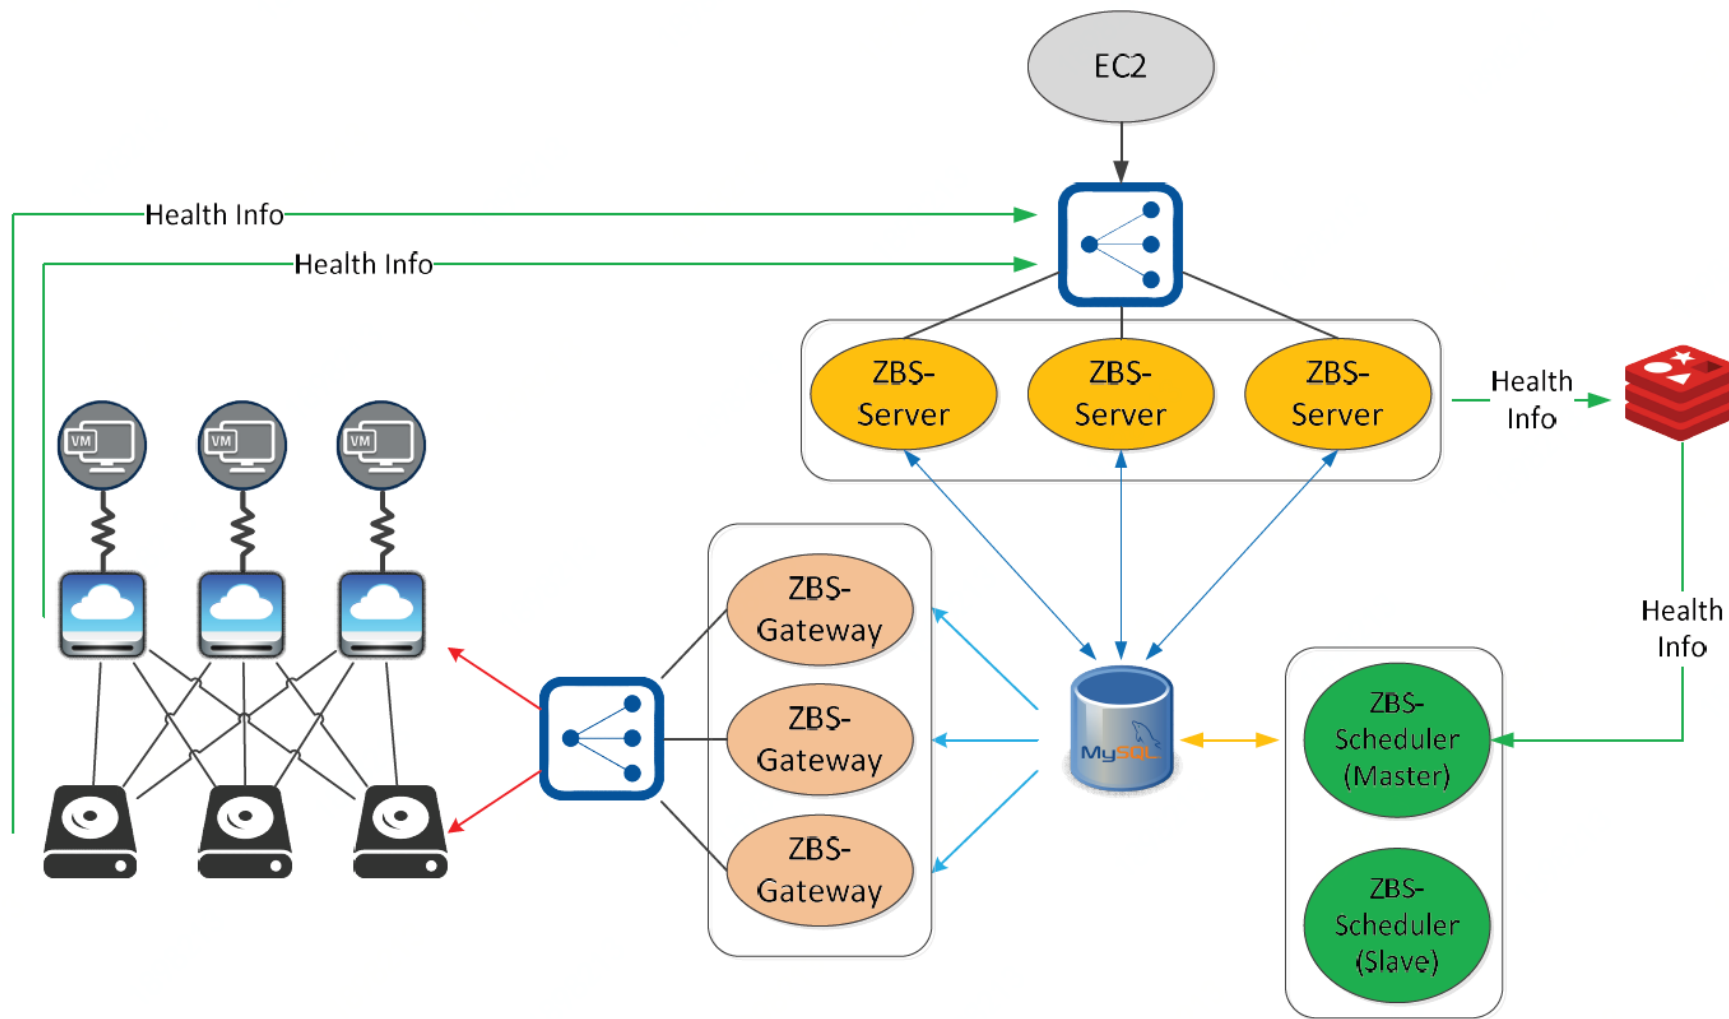 EC2
Health Info
Health Info
ZBS-
Server
ZBS-
Server
ZBS-
Server
Health
Info
VM
VM
VM
ZBS-
Gateway
ZBS-
Gateway
ZBS-
Gateway
MySQL
Health
Info
ZBS-
Scheduler
(Master)
ZBS-
Scheduler
(Slave)